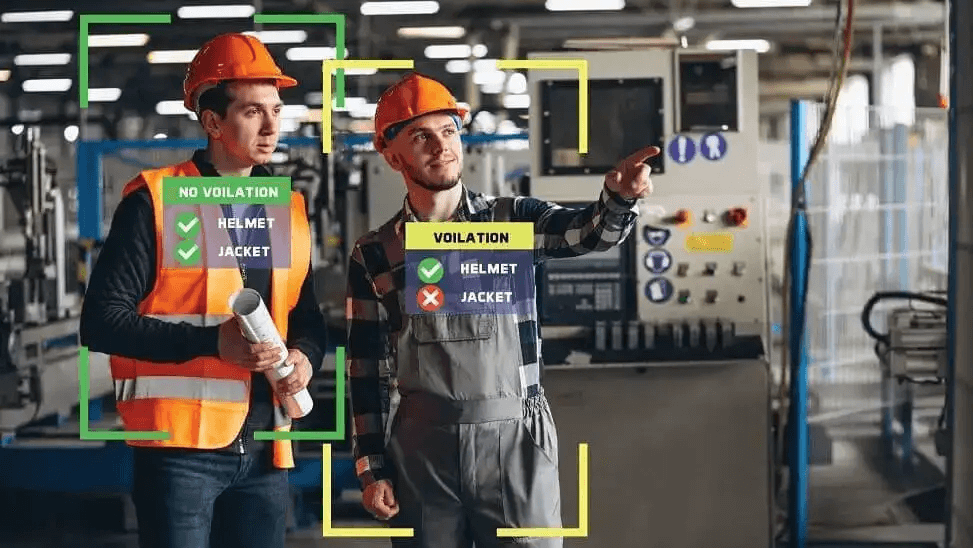 NO VOILATION
HELMET
JACKET
VOILATION
HELMET
JACKET